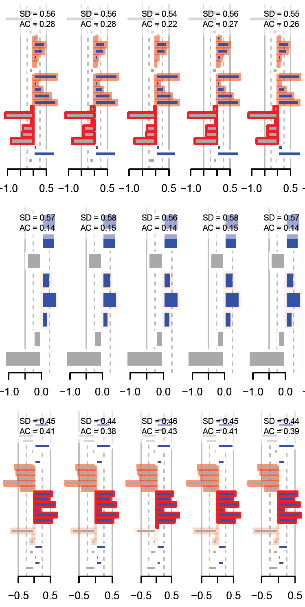 SD = 0.56 SD = 0.56 SD = 0.54 SD = 0.56 SD = 0.55
AC = 0.28 AC = 0.28 AC = 0.22 AC = 0.27 AC = 0.26
−1.0 0.5 −1.0 0.5 −1.0 0.5 −1.0 0.5 −1.0 0.5
SD = 0.57 SD = 0.58 SD = 0.56 SD = 0.58 SD = 0.57
AC = 0.14 AC = 0.15 AC = 0.14 AC = 0.15 AC = 0.14
−1.0 0.0 −1.0 0.0 −1.0 0.0 −1.0 0.0 −1.0 0.0
SD = 0.45 SD = 0.44 SD = 0.46 SD = 0.45 SD = 0.44
AC = 0.41 AC = 0.38 AC = 0.43 AC = 0.41 AC = 0.39
−0.5 0.5 −0.5 0.5 −0.5 0.5 −0.5 0.5 −0.5 0.5